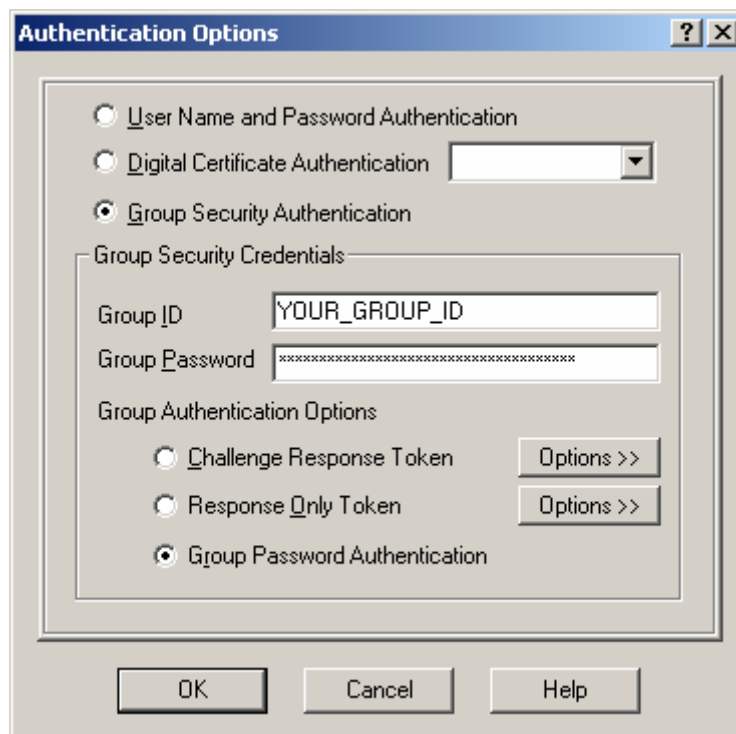 Authentication Options
User Name and Password Authentication
Digital Certificate Authentication
Group Security Authentication
Group Security Credentials
Group ID YOUR_GROUP_ID
Group Password *************************************
Group Authentication Options
Challenge Response Token Options >>
Response Only Token Options >>
Group Password Authentication
OK Cancel Help